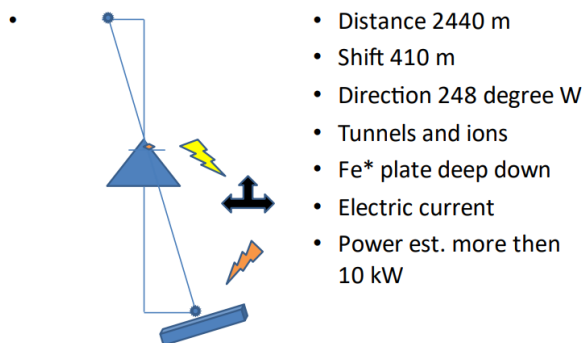 • Distance 2440 m
• Shift 410 m
• Direction 248 degree W
• Tunnels and ions
• Fe* plate deep down
• Electric current
• Power est. more then
10 kW